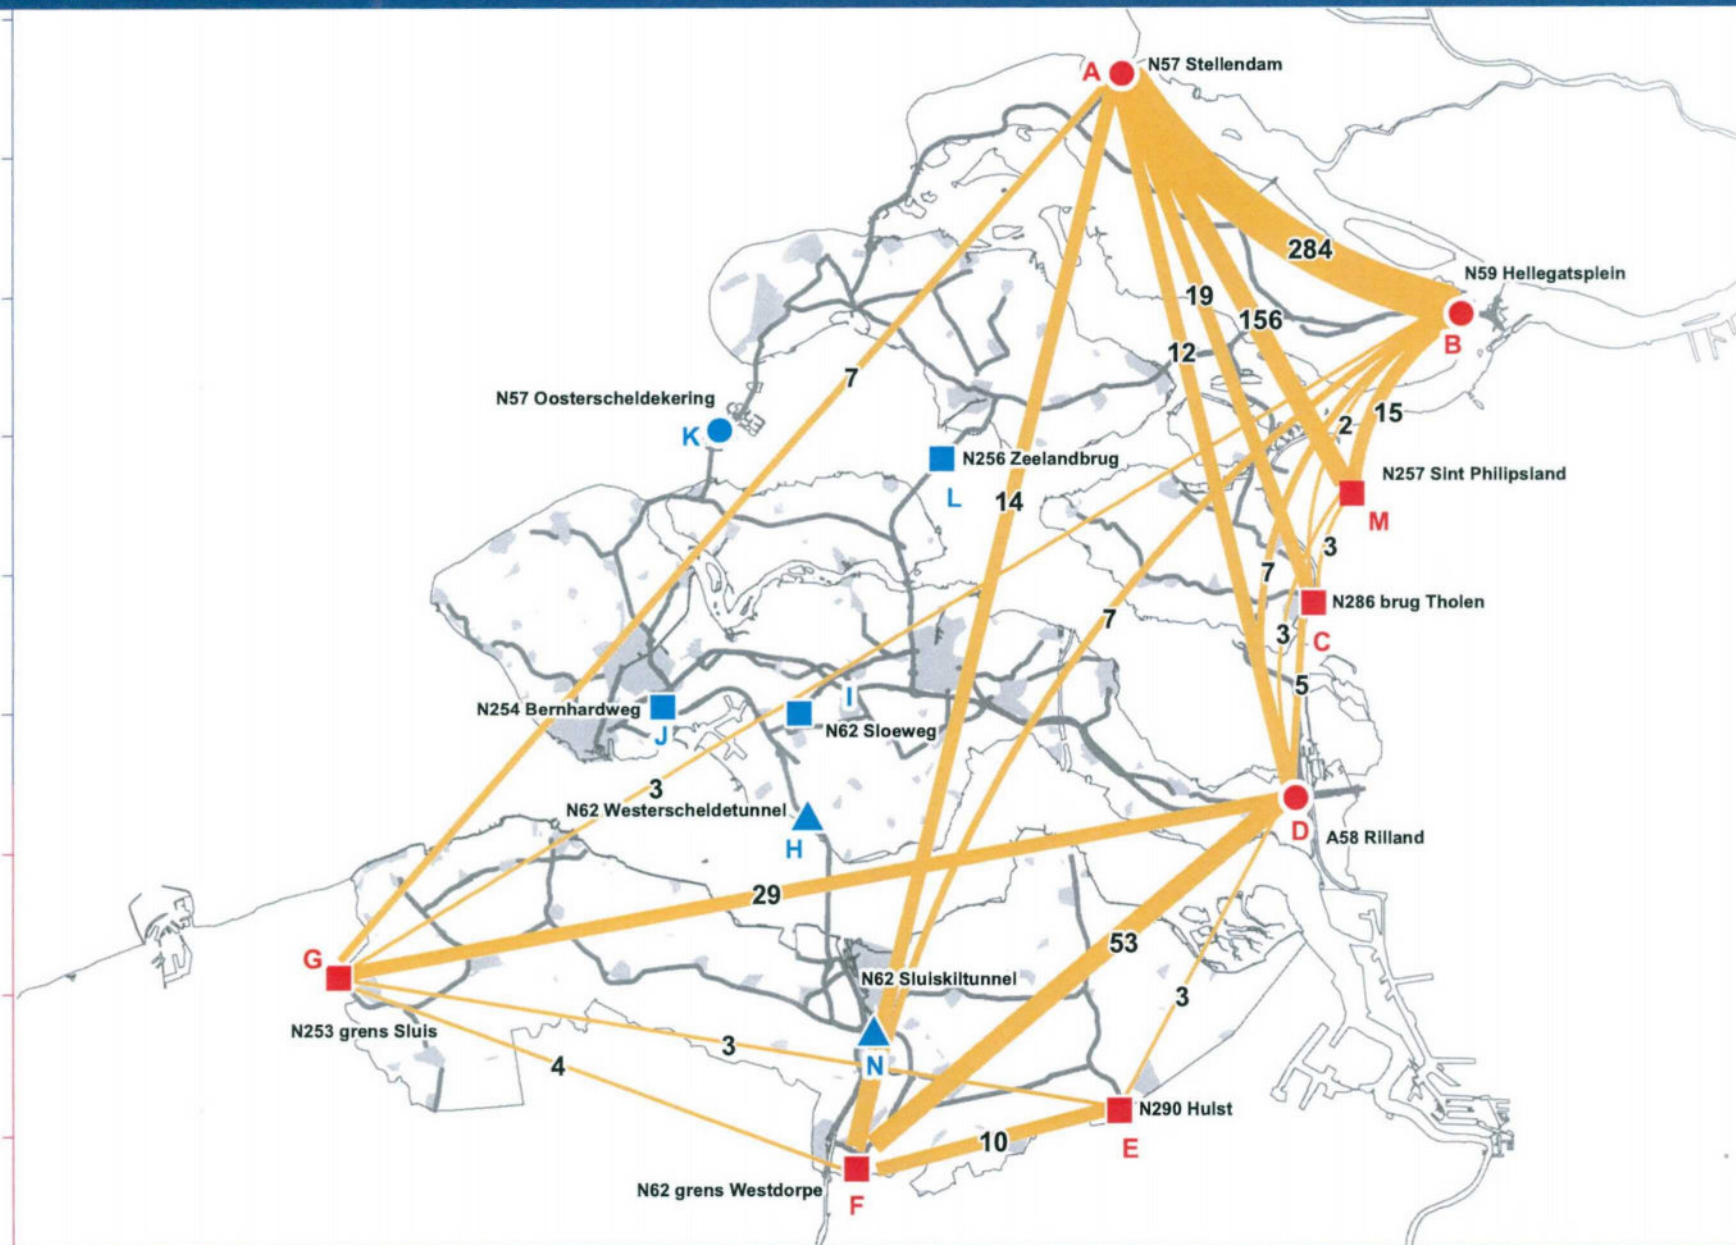 A
N57 Stellendam
284
N59 Hellegatsplein
19
156
B
12
7
N57 Oosterscheldekering
15
2
K
N256 Zeelandbrug
N257 Sint Philipsland
L
14
M
3
7
N286 brug Tholen
7
3
C
5
I
N254 Bernhardweg
J
N62 Sloeweg
3
N62 Westerscheldetunnel
D
A58 Rilland
H
29
53
G
N62 Sluiskiltunnel
3
N253 grens Sluis
3
4
N
N290 Hulst
10
E
N62 grens Westdorpe
F